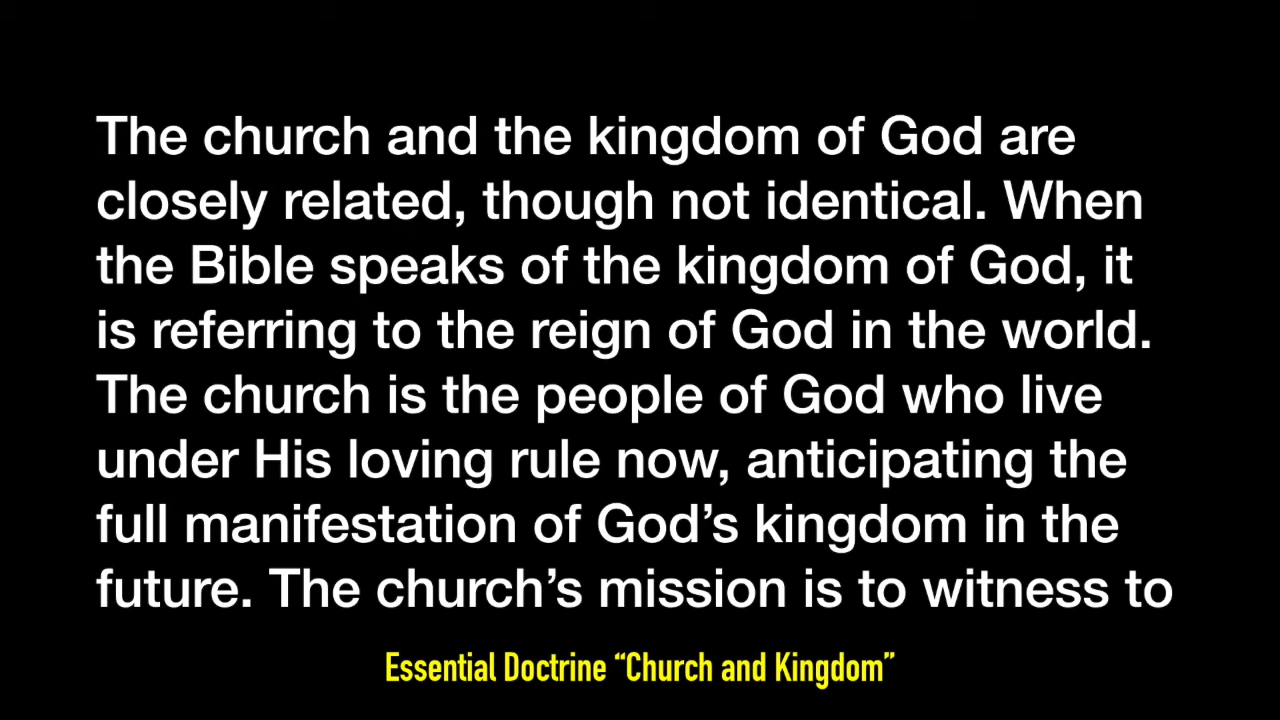 The church and the kingdom of God are
closely related, though not identical. When
the Bible speaks of the kingdom of God, it
is referring to the reign of God in the world.
The church is the people of God who live
under His loving rule now, anticipating the
full manifestation of God’s kingdom in the
future. The church’s mission is to witness to
Essential Doctrine “Church and Kingdom”